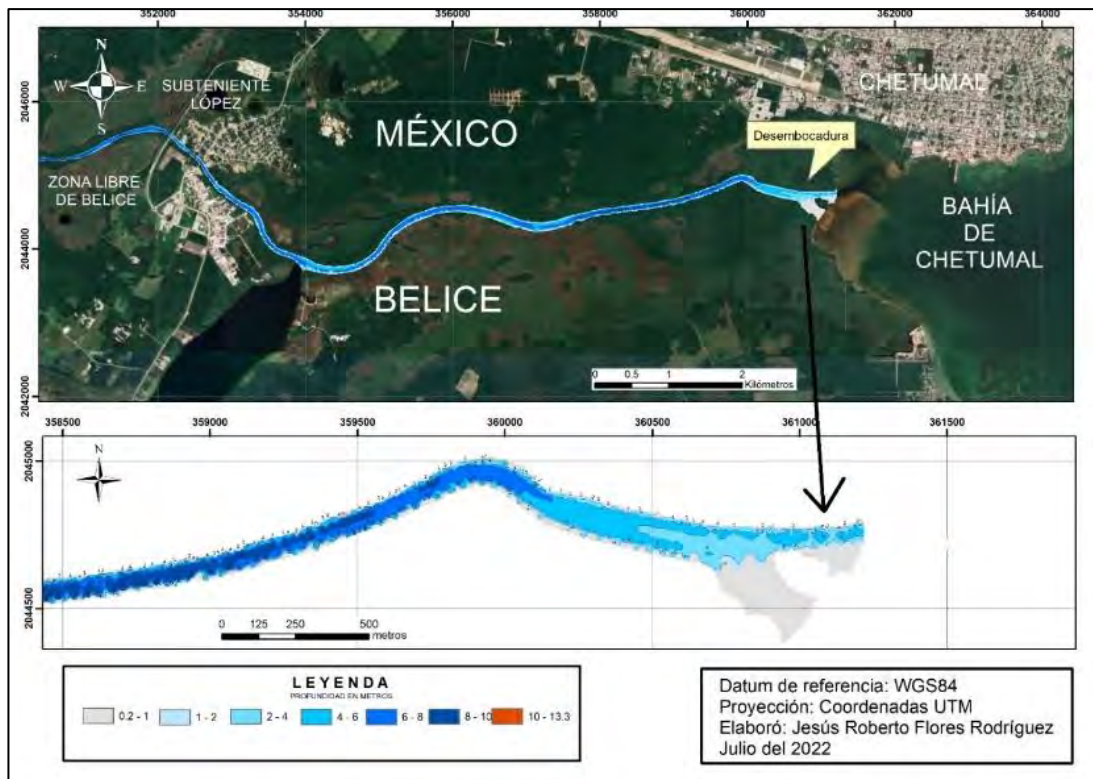 352000 354000 356000 358000 360000 362000 364000
N
W E
S
SUBTENIENTE
LÓPEZ
MÉXICO
CHETUMAL
Desembocadura
ZONA LIBRE
DE BELICE
BELICE
BAHÍA
DE
CHETUMAL
2046000
2044000
2042000
0 0.5 1 2
Kilómetros
358500 359000 359500 360000 360500 361000 361500
N
2045000
2044500
0 125 250 500
metros
LEYENDA
PROFUNDIDAD EN METROS
0.2 - 1 1 - 2 2 - 4 4 - 6 6 - 8 8 - 10 10 - 13.3
Datum de referencia: WGS84
Proyección: Coordenadas UTM
Elaboró: Jesús Roberto Flores Rodríguez
Julio del 2022